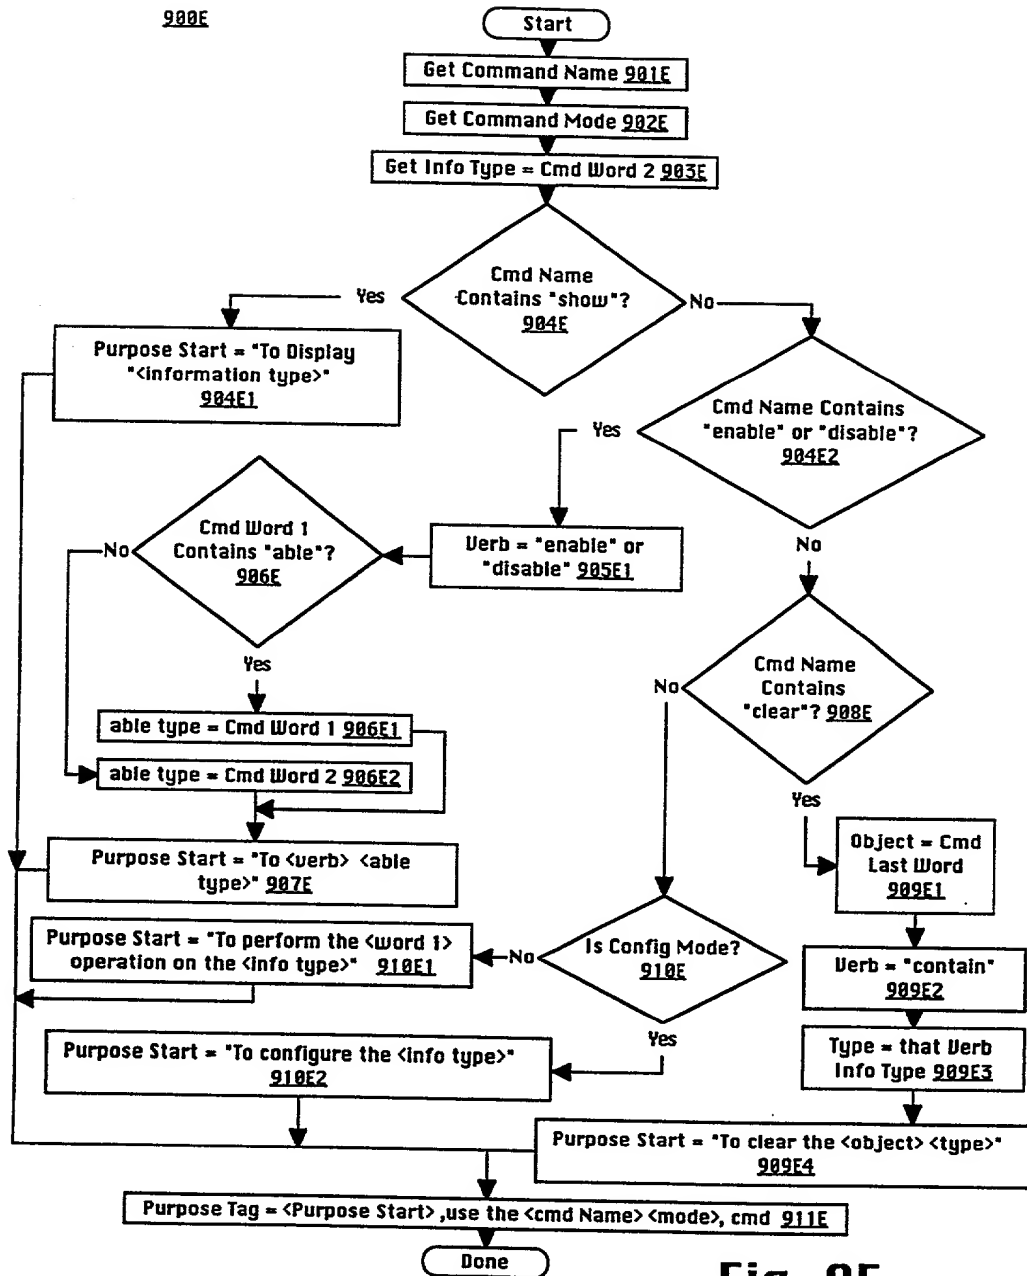 900E
Start
Get Command Name 901E
Get Command Mode 902E
Get Info Type = Cmd Word 2 903E
Cmd Name
Contains "show"?
904E
Yes
No
Purpose Start = "To Display
"<information type>"
904E1
Cmd Name Contains
"enable" or "disable"?
904E2
Yes
No
Verb = "enable" or
"disable" 905E1
Cmd Word 1
Contains "able"?
906E
No
Yes
able type = Cmd Word 1 906E1
able type = Cmd Word 2 906E2
Purpose Start = "To <verb> <able
type>" 907E
Cmd Name
Contains
"clear"? 908E
No
Yes
Object = Cmd
Last Word
909E1
Verb = "contain"
909E2
Type = that Verb
Info Type 909E3
Purpose Start = "To clear the <object> <type>"
909E4
Is Config Mode?
910E
No
Yes
Purpose Start = "To perform the <word 1>
operation on the <info type>" 910E1
Purpose Start = "To configure the <info type>"
910E2
Purpose Tag = <Purpose Start> ,use the <cmd Name> <mode>, cmd 911E
Done